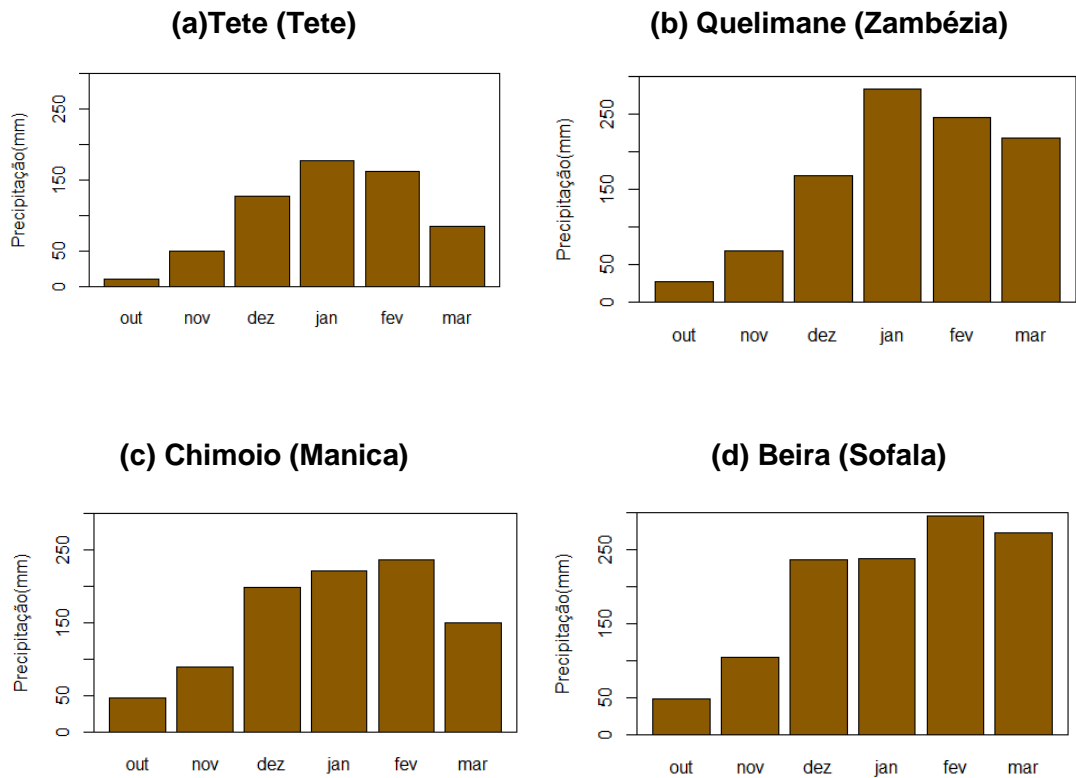 (a)Tete (Tete)
Precipitação(mm)
250
150
50
0
out nov dez jan fev mar
(b) Quelimane (Zambézia)
Precipitação(mm)
250
150
50
0
out nov dez jan fev mar
(c) Chimoio (Manica)
Precipitação(mm)
250
150
50
0
out nov dez jan fev mar
(d) Beira (Sofala)
Precipitação(mm)
250
150
50
0
out nov dez jan fev mar